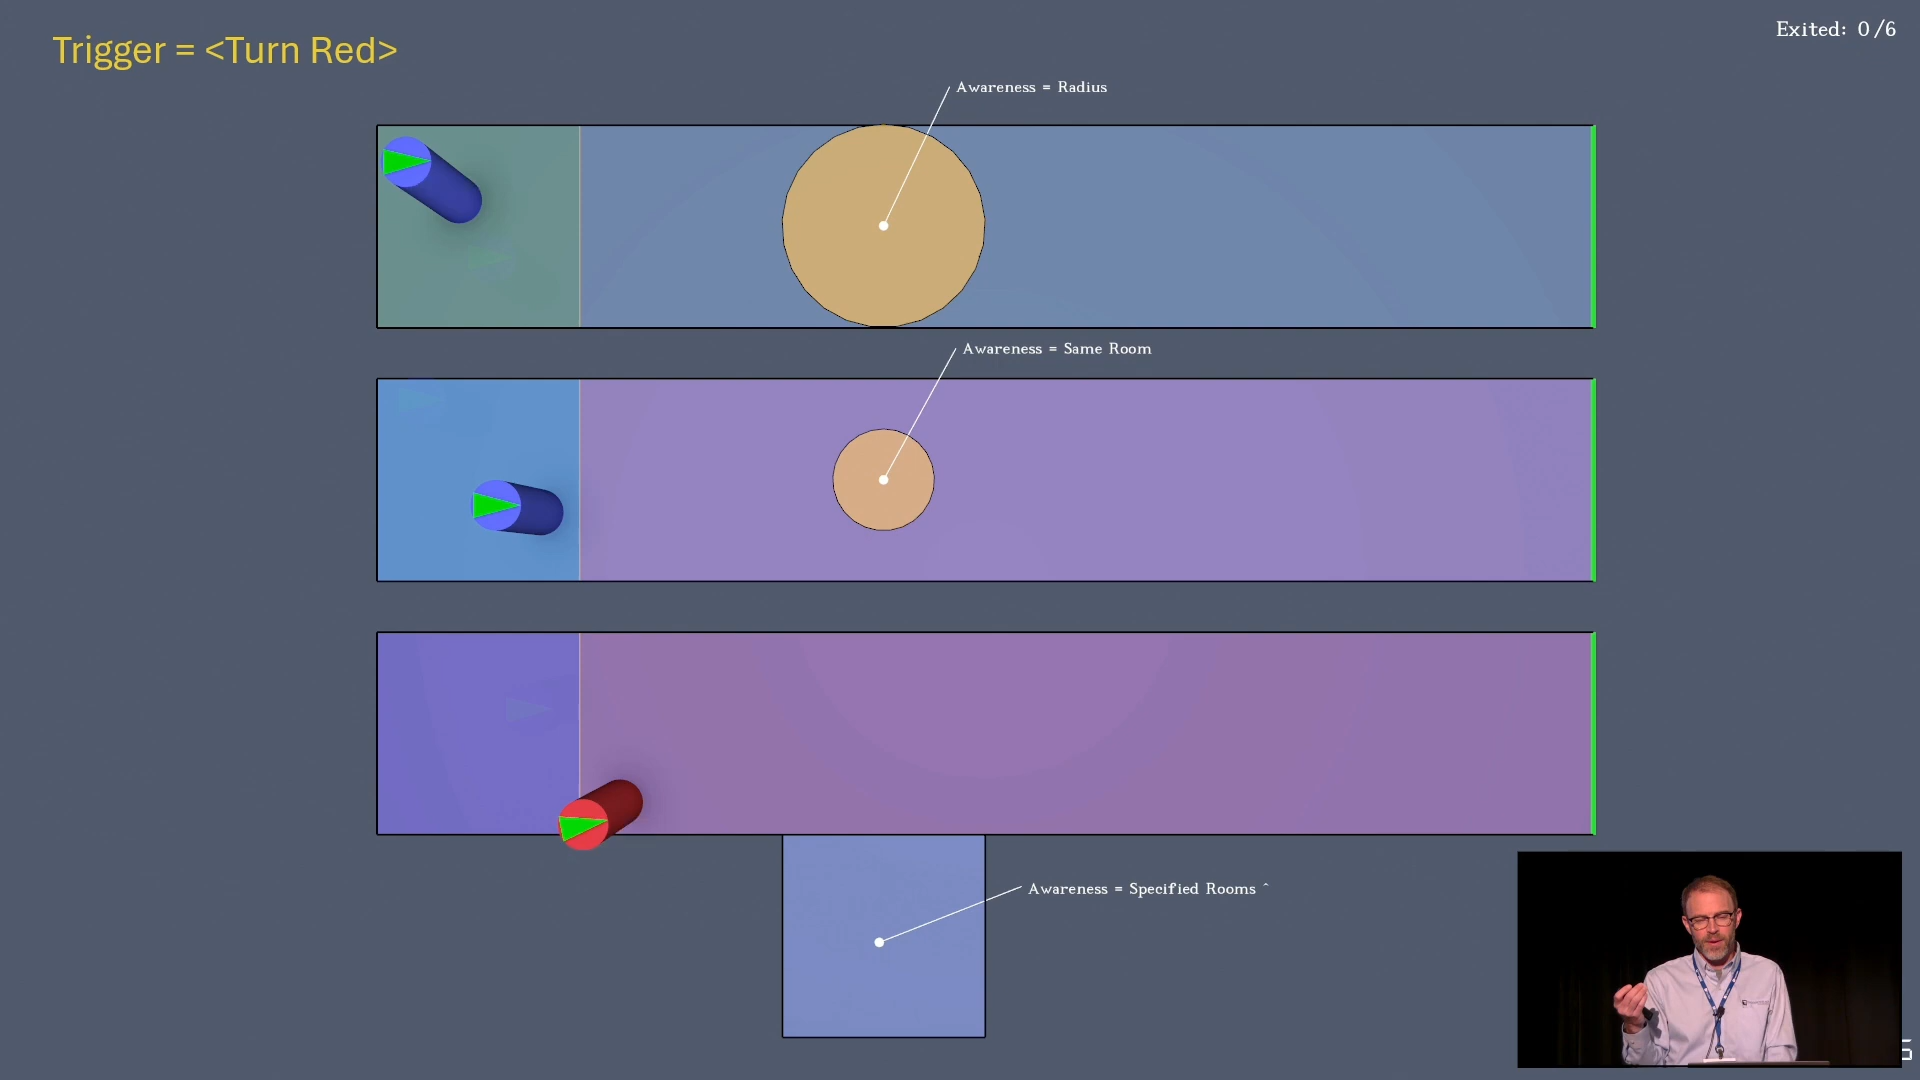 Trigger = <Turn Red>
Exited: 0/6
Awareness = Radius
Awareness = Same Room
Awareness = Specified Rooms ^